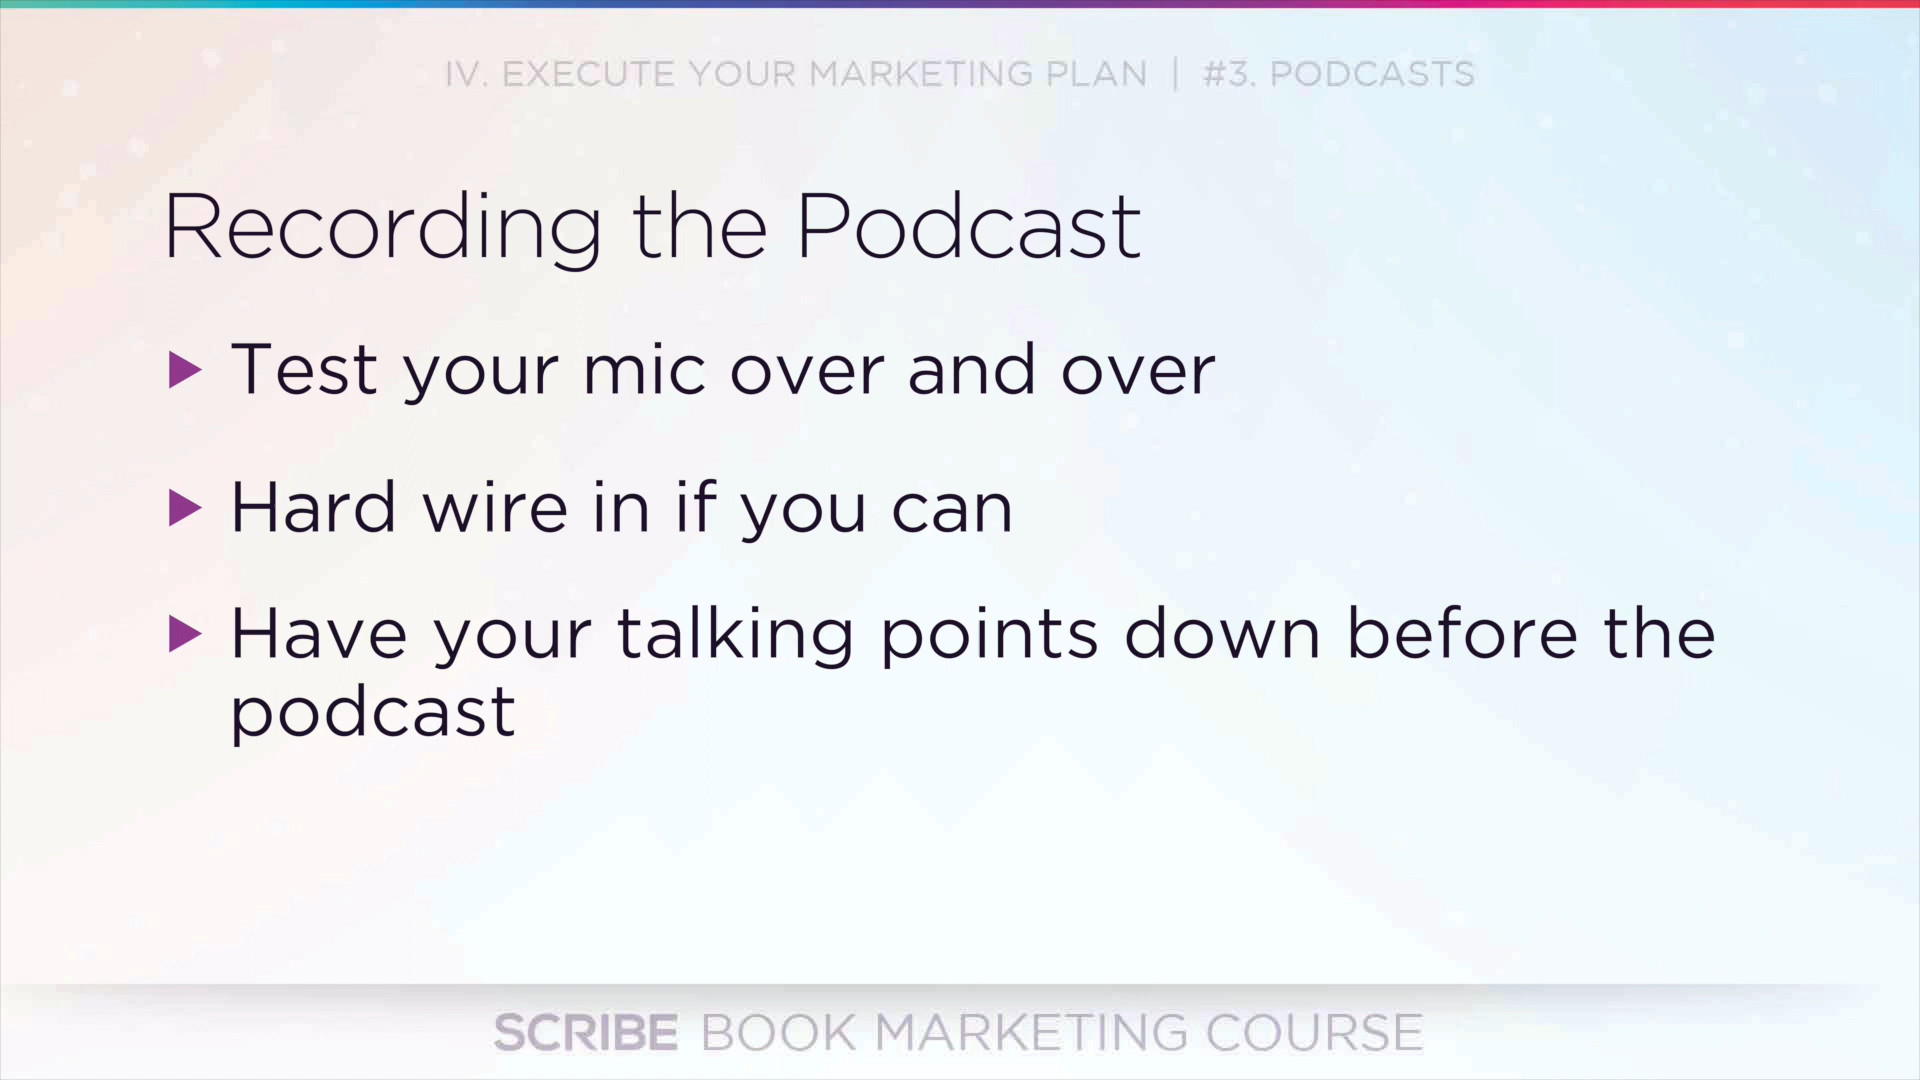 IV. EXECUTE YOUR MARKETING PLAN | #3. PODCASTS
Recording the Podcast
▶ Test your mic over and over
▶ Hard wire in if you can
▶ Have your talking points down before the
podcast
SCRIBE BOOK MARKETING COURSE